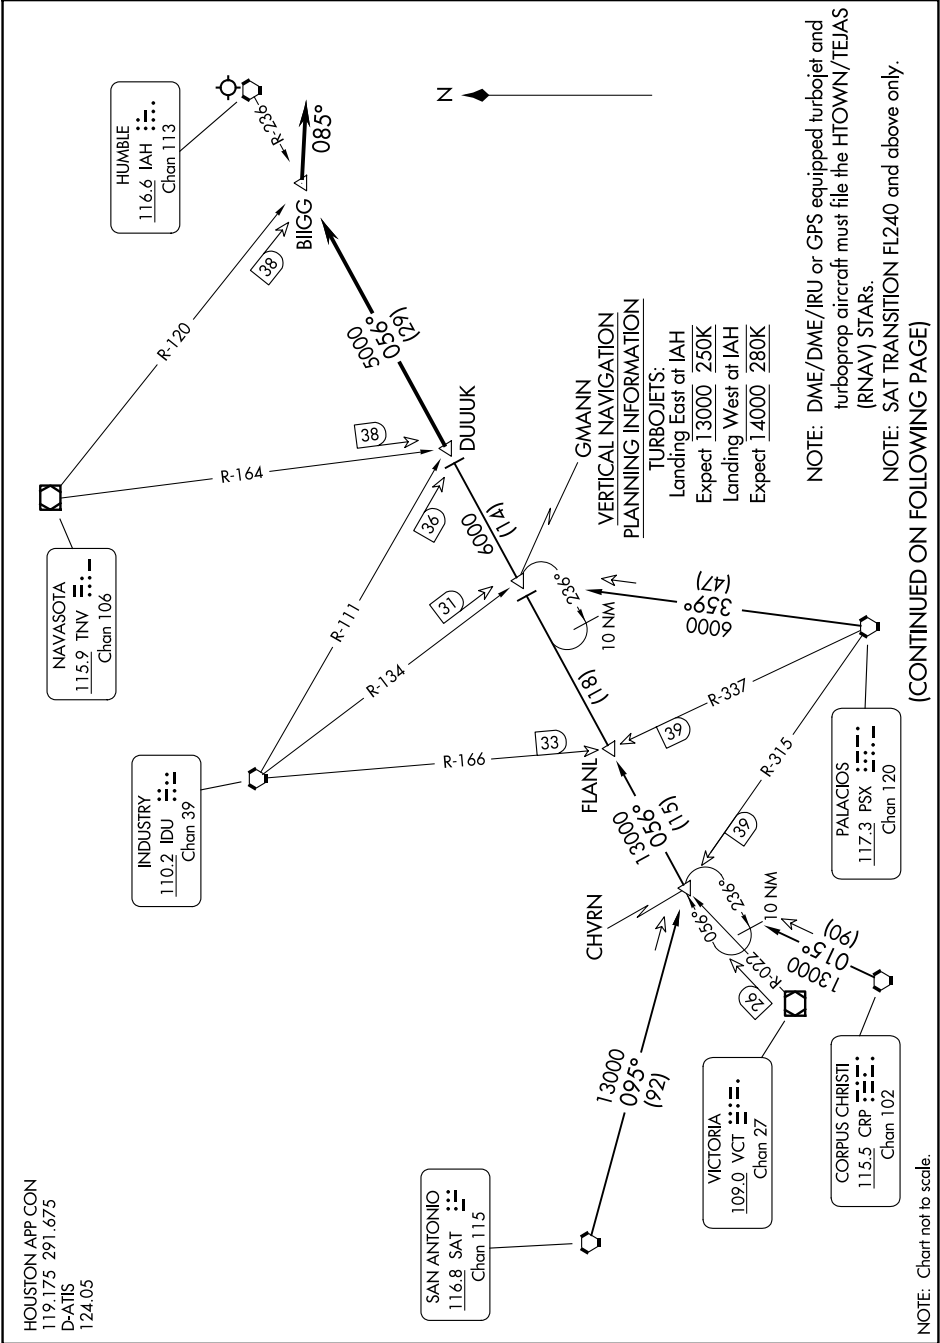 HOUSTON APP CON
119.175 291.675
D-ATIS
124.05
HUMBLE
116.6 IAH
Chan 113
R-236
085°
BIIGG
N
38
R-120
5000
056°
(29)
NAVASOTA
115.9 TNV
Chan 106
R-164
38
DUUUK
36
R-111
6000
(14)
GMANN
VERTICAL NAVIGATION
PLANNING INFORMATION
TURBOJETS:
Landing East at IAH
Expect 13000 250K
Landing West at IAH
Expect 14000 280K
31
R-134
236°
10 NM
6000
359°
(47)
INDUSTRY
110.2 IDU
Chan 39
R-166
33
(18)
FLANL
39
R-337
R-315
39
PALACIOS
117.3 PSX
Chan 120
13000
056°
(15)
CHVRN
236°
056°
10 NM
R-022
26
13000
015°
(90)
13000
095°
(92)
SAN ANTONIO
116.8 SAT
Chan 115
VICTORIA
109.0 VCT
Chan 27
CORPUS CHRISTI
115.5 CRP
Chan 102
NOTE: DME/DME/IRU or GPS equipped turbojet and
turboprop aircraft must file the HTOWN/TEJAS
(RNAV) STARs.
NOTE: SAT TRANSITION FL240 and above only.
(CONTINUED ON FOLLOWING PAGE)
NOTE: Chart not to scale.